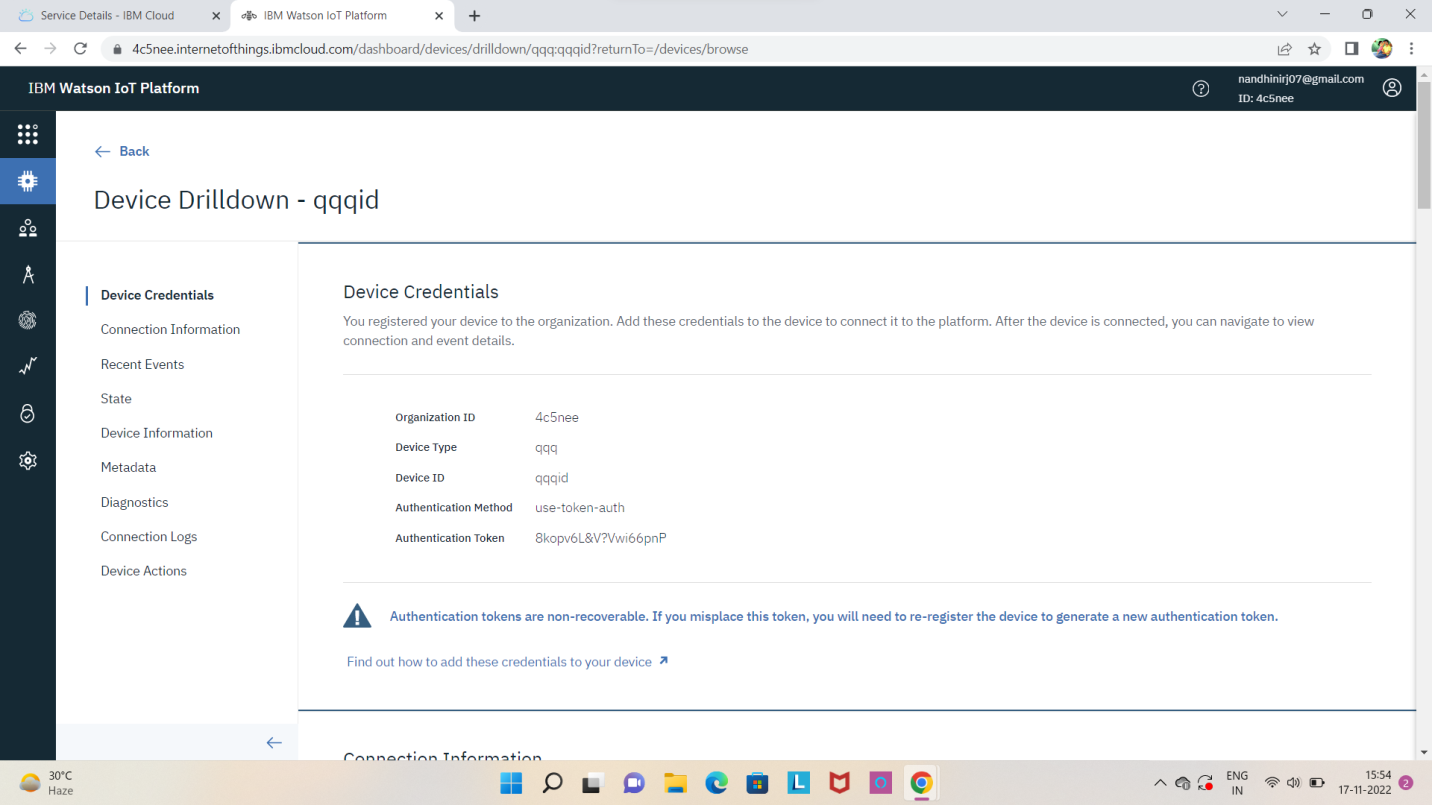 Service Details - IBM Cloud
IBM Watson IoT Platform
4c5nee.internetofthings.ibmcloud.com/dashboard/devices/drilldown/qqq:qqqid?returnTo=/devices/browse
IBM Watson IoT Platform
nandhinirj07@gmail.com
ID: 4c5nee
Back
Device Drilldown - qqqid
Device Credentials
Connection Information
Recent Events
State
Device Information
Metadata
Diagnostics
Connection Logs
Device Actions
Device Credentials
You registered your device to the organization. Add these credentials to the device to connect it to the platform. After the device is connected, you can navigate to view
connection and event details.
Organization ID 4c5nee
Device Type qqq
Device ID qqqid
Authentication Method use-token-auth
Authentication Token 8kopv6L&V?Vwi66pnP
Authentication tokens are non-recoverable. If you misplace this token, you will need to re-register the device to generate a new authentication token.
Find out how to add these credentials to your device
Connection Information
30°C
Haze
ENG
IN
15:54
17-11-2022
2